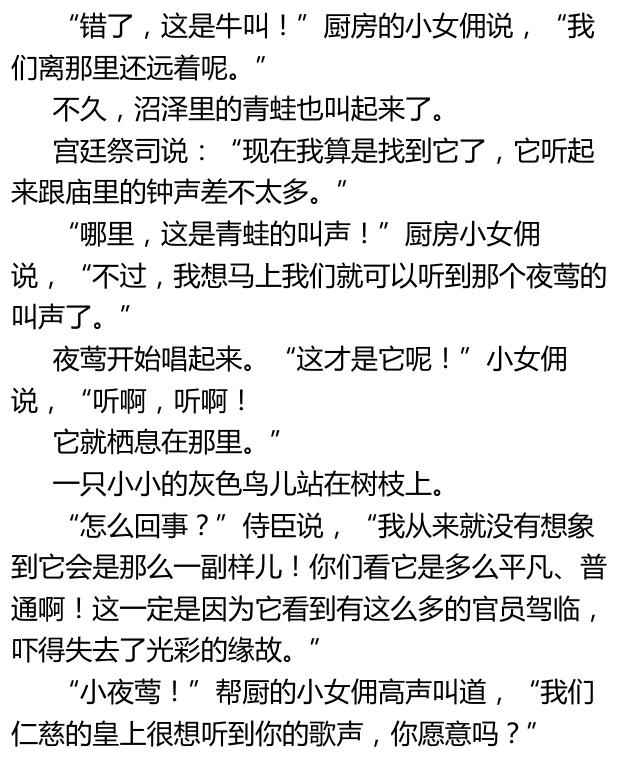 “错了，这是牛叫！”厨房的小女佣说，“我
们离那里还远着呢。”
不久，沼泽里的青蛙也叫起来了。
宫廷祭司说：“现在我算是找到它了，它听起
来跟庙里的钟声差不太多。”
“哪里，这是青蛙的叫声！”厨房小女佣
说，“不过，我想马上我们就可以听到那个夜莺的
叫声了。”
夜莺开始唱起来。“这才是它呢！”小女佣
说，“听啊，听啊！
它就栖息在那里。”
一只小小的灰色鸟儿站在树枝上。
“怎么回事？”侍臣说，“我从来就没有想象
到它会是那么一副样儿！你们看它是多么平凡、普
通啊！这一定是因为它看到有这么多的官员驾临，
吓得失去了光彩的缘故。”
“小夜莺！”帮厨的小女佣高声叫道，“我们
仁慈的皇上很想听到你的歌声，你愿意吗？”